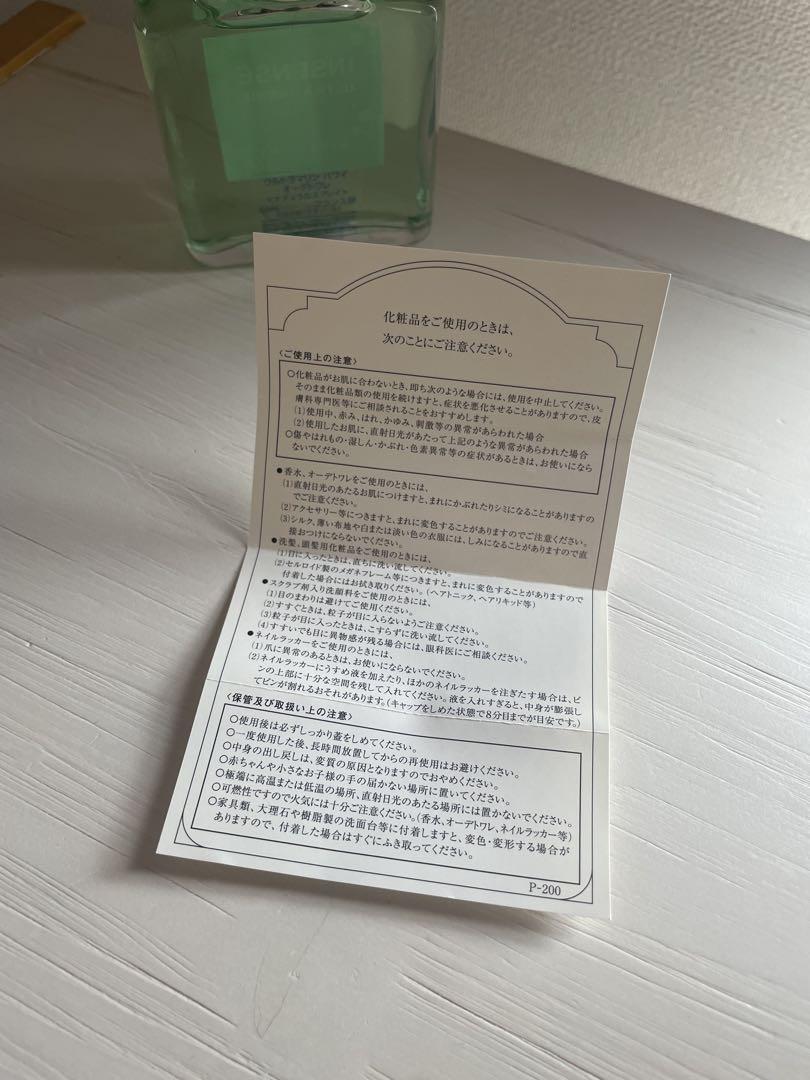 INSENSE
オーデトワレ
化粧品をご使用のときは、
次のことにご注意ください。
〈ご使用上の注意〉
○化粧品がお肌に合わないとき、即ち次のような場合には、使用を中止してください。
そのまま化粧品類の使用を続けますと、症状を悪化させることがありますので、皮
膚科専門医等にご相談されることをおすすめします。
(1)使用中、赤み、はれ、かゆみ、刺激等の異常があらわれた場合
(2)使用したお肌に、直射日光があたって上記のような異常があらわれた場合
○傷やはれもの・湿しん・かぶれ・色素異常等の症状があるときは、お使いになら
ないでください。
●香水、オーデトワレをご使用のときには、
(1)直射日光のあたるお肌につけますと、まれにかぶれたりシミになることがありますの
でご注意ください。
(2)アクセサリー等につきますと、まれに変色することがありますのでご注意ください。
(3)シルク、薄い布地や白または淡い色の衣服には、しみになることがありますので直
接おつけにならないでください。
●洗髪、頭髪用化粧品をご使用のときには、
(1)目に入ったときは、直ちに洗い流してください。
(2)セルロイド製のメガネフレーム等につきますと、まれに変色することがありますので
付着した場合にはお拭き取りください。(ヘアトニック、ヘアリキッド等)
●スクラブ剤入り洗顔料をご使用のときには、
(1)目のまわりは避けてご使用ください。
(2)すすぐときは、粒子が目に入らないようご注意ください。
(3)粒子が目に入ったときは、こすらずに洗い流してください。
(4)すすいでも目に異物感が残る場合には、眼科医にご相談ください。
●ネイルラッカーをご使用のときには、
(1)爪に異常のあるときは、お使いにならないでください。
(2)ネイルラッカーにうすめ液を加えたり、ほかのネイルラッカーを注ぎたす場合は、ビ
ンの上部に十分な空間を残して入れてください。液を入れすぎると、中身が膨張し
てビンが割れるおそれがあります。(キャップをしめた状態で8分目までが目安です。)
〈保管及び取扱い上の注意〉
○使用後は必ずしっかり蓋をしめてください。
○一度使用した後、長時間放置してからの再使用はお避けください。
○中身の出し戻しは、変質の原因となりますのでおやめください。
○赤ちゃんや小さなお子様の手の届かない場所に置いてください。
○極端に高温または低温の場所、直射日光のあたる場所には置かないでください。
○可燃性ですので火気には十分ご注意ください。(香水、オーデトワレ、ネイルラッカー等)
○家具類、大理石や樹脂製の洗面台等に付着しますと、変色・変形する場合が
ありますので、付着した場合はすぐにふき取ってください。
P-200